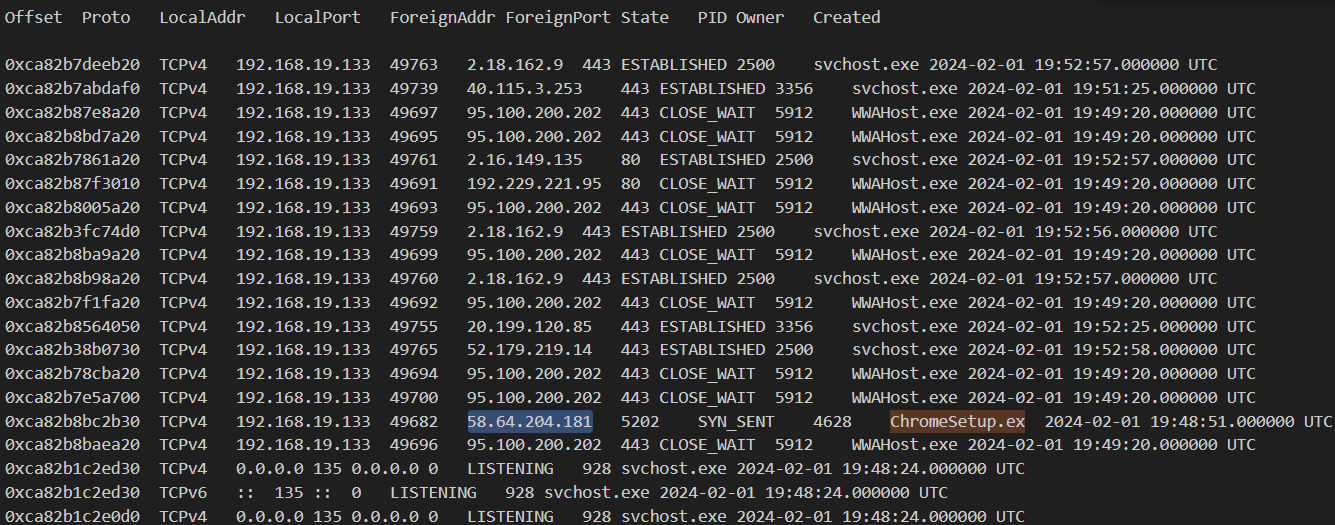 Offset Proto LocalAddr LocalPort ForeignAddr ForeignPort State PID Owner Created
0xca82b7deeb20 TCPv4 192.168.19.133 49763 2.18.162.9 443 ESTABLISHED 2500 svchost.exe 2024-02-01 19:52:57.000000 UTC
0xca82b7abdaf0 TCPv4 192.168.19.133 49739 40.115.3.253 443 ESTABLISHED 3356 svchost.exe 2024-02-01 19:51:25.000000 UTC
0xca82b87e8a20 TCPv4 192.168.19.133 49697 95.100.200.202 443 CLOSE_WAIT 5912 WWAHost.exe 2024-02-01 19:49:20.000000 UTC
0xca82b8bd7a20 TCPv4 192.168.19.133 49695 95.100.200.202 443 CLOSE_WAIT 5912 WWAHost.exe 2024-02-01 19:49:20.000000 UTC
0xca82b7861a20 TCPv4 192.168.19.133 49761 2.16.149.135 80 ESTABLISHED 2500 svchost.exe 2024-02-01 19:52:57.000000 UTC
0xca82b87f3010 TCPv4 192.168.19.133 49691 192.229.221.95 80 CLOSE_WAIT 5912 WWAHost.exe 2024-02-01 19:49:20.000000 UTC
0xca82b8005a20 TCPv4 192.168.19.133 49693 95.100.200.202 443 CLOSE_WAIT 5912 WWAHost.exe 2024-02-01 19:49:20.000000 UTC
0xca82b3fc74d0 TCPv4 192.168.19.133 49759 2.18.162.9 443 ESTABLISHED 2500 svchost.exe 2024-02-01 19:52:56.000000 UTC
0xca82b8ba9a20 TCPv4 192.168.19.133 49699 95.100.200.202 443 CLOSE_WAIT 5912 WWAHost.exe 2024-02-01 19:49:20.000000 UTC
0xca82b8b98a20 TCPv4 192.168.19.133 49760 2.18.162.9 443 ESTABLISHED 2500 svchost.exe 2024-02-01 19:52:57.000000 UTC
0xca82b7f1fa20 TCPv4 192.168.19.133 49692 95.100.200.202 443 CLOSE_WAIT 5912 WWAHost.exe 2024-02-01 19:49:20.000000 UTC
0xca82b8564050 TCPv4 192.168.19.133 49755 20.199.120.85 443 ESTABLISHED 3356 svchost.exe 2024-02-01 19:52:25.000000 UTC
0xca82b38b0730 TCPv4 192.168.19.133 49765 52.179.219.14 443 ESTABLISHED 2500 svchost.exe 2024-02-01 19:52:58.000000 UTC
0xca82b78cba20 TCPv4 192.168.19.133 49694 95.100.200.202 443 CLOSE_WAIT 5912 WWAHost.exe 2024-02-01 19:49:20.000000 UTC
0xca82b7e5a700 TCPv4 192.168.19.133 49700 95.100.200.202 443 CLOSE_WAIT 5912 WWAHost.exe 2024-02-01 19:49:20.000000 UTC
0xca82b8bc2b30 TCPv4 192.168.19.133 49682 58.64.204.181 5202 SYN_SENT 4628 ChromeSetup.ex 2024-02-01 19:48:51.000000 UTC
0xca82b8baea20 TCPv4 192.168.19.133 49696 95.100.200.202 443 CLOSE_WAIT 5912 WWAHost.exe 2024-02-01 19:49:20.000000 UTC
0xca82b1c2ed30 TCPv4 0.0.0.0 135 0.0.0.0 0 LISTENING 928 svchost.exe 2024-02-01 19:48:24.000000 UTC
0xca82b1c2ed30 TCPv6 :: 135 :: 0 LISTENING 928 svchost.exe 2024-02-01 19:48:24.000000 UTC
0xca82b1c2e0d0 TCPv4 0.0.0.0 135 0.0.0.0 0 LISTENING 928 svchost.exe 2024-02-01 19:48:24.000000 UTC